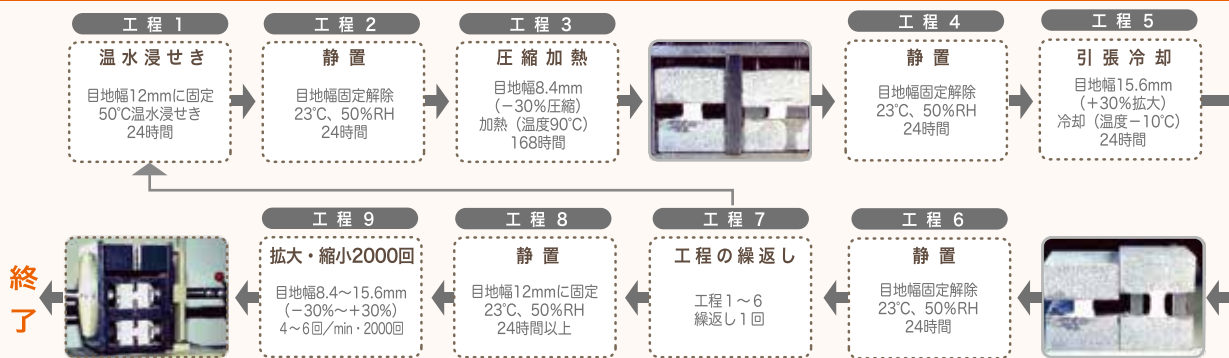 工程 1
温水浸せき
目地幅12mmに固定
50℃温水浸せき
24時間
工程 2
静置
目地幅固定解除
23℃、50%RH
24時間
工程 3
圧縮加熱
目地幅8.4mm
(−30%圧縮)
加熱（温度90℃）
168時間
工程 4
静置
目地幅固定解除
23℃、50%RH
24時間
工程 5
引張冷却
目地幅15.6mm
(+30%拡大)
冷却（温度−10℃）
24時間
工程 6
静置
目地幅固定解除
23℃、50%RH
24時間
工程 7
工程の繰返し
工程1〜6
繰返し1回
工程 8
静置
目地幅12mmに固定
23℃、50%RH
24時間以上
工程 9
拡大・縮小2000回
目地幅8.4〜15.6mm
(−30%〜+30%)
4〜6回／min・2000回
終
了